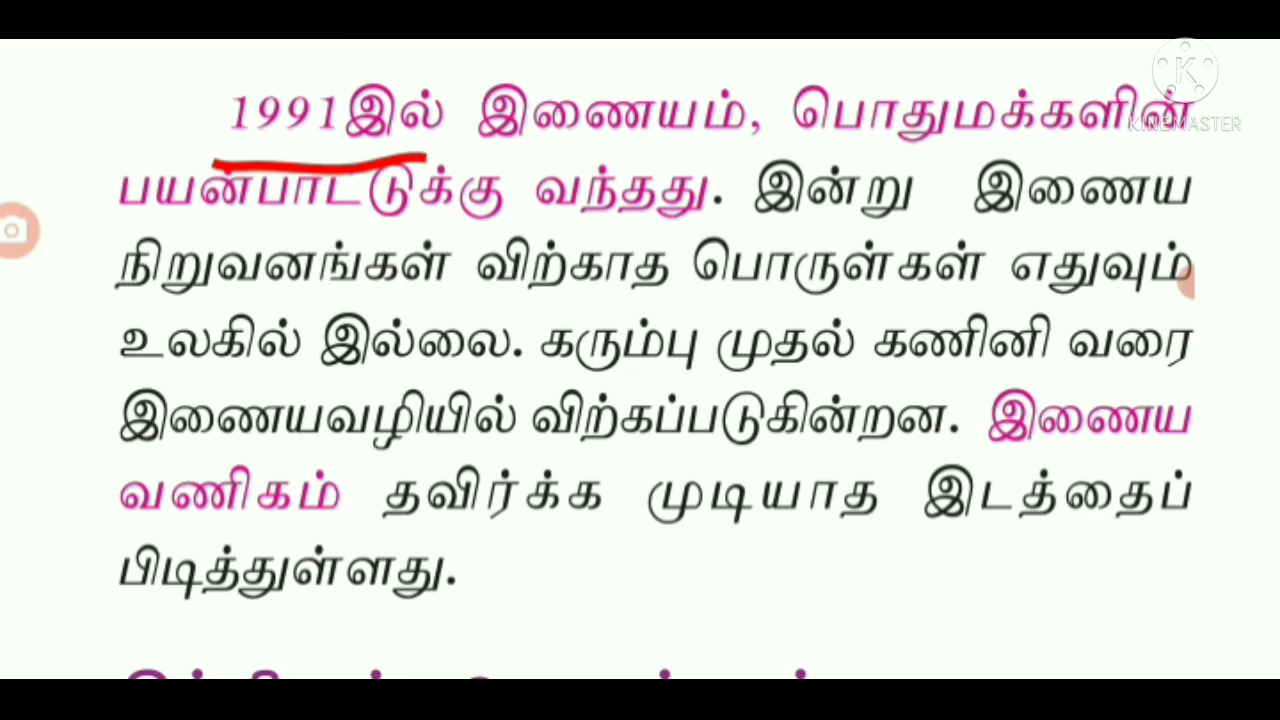 1991இல் இணையம், பொதுமக்களின்
KINEMASTER
பயன்பாட்டுக்கு வந்தது. இன்று இணைய
நிறுவனங்கள் விற்காத பொருள்கள் எதுவும்
உலகில் இல்லை. கரும்பு முதல் கணினி வரை
இணையவழியில் விற்கப்படுகின்றன. இணைய
வணிகம் தவிர்க்க முடியாத இடத்தைப்
பிடித்துள்ளது.